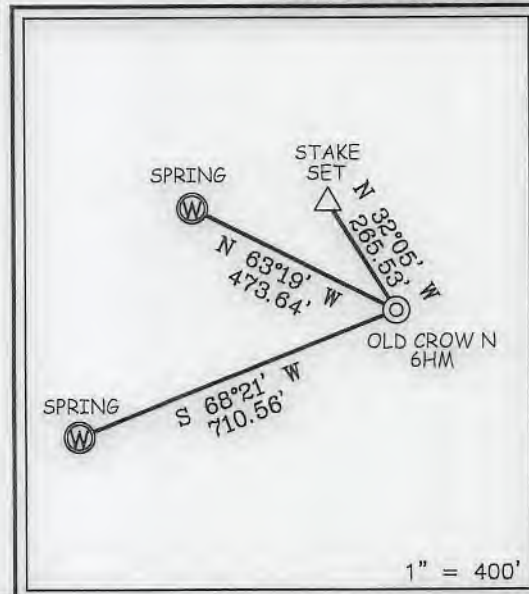 STAKE
SET
SPRING
W
N 32°05' W
265.53'
N 63°19' W
473.64'
OLD CROW N
6HM
S 68°21' W
710.56'
SPRING
W
1" = 400'